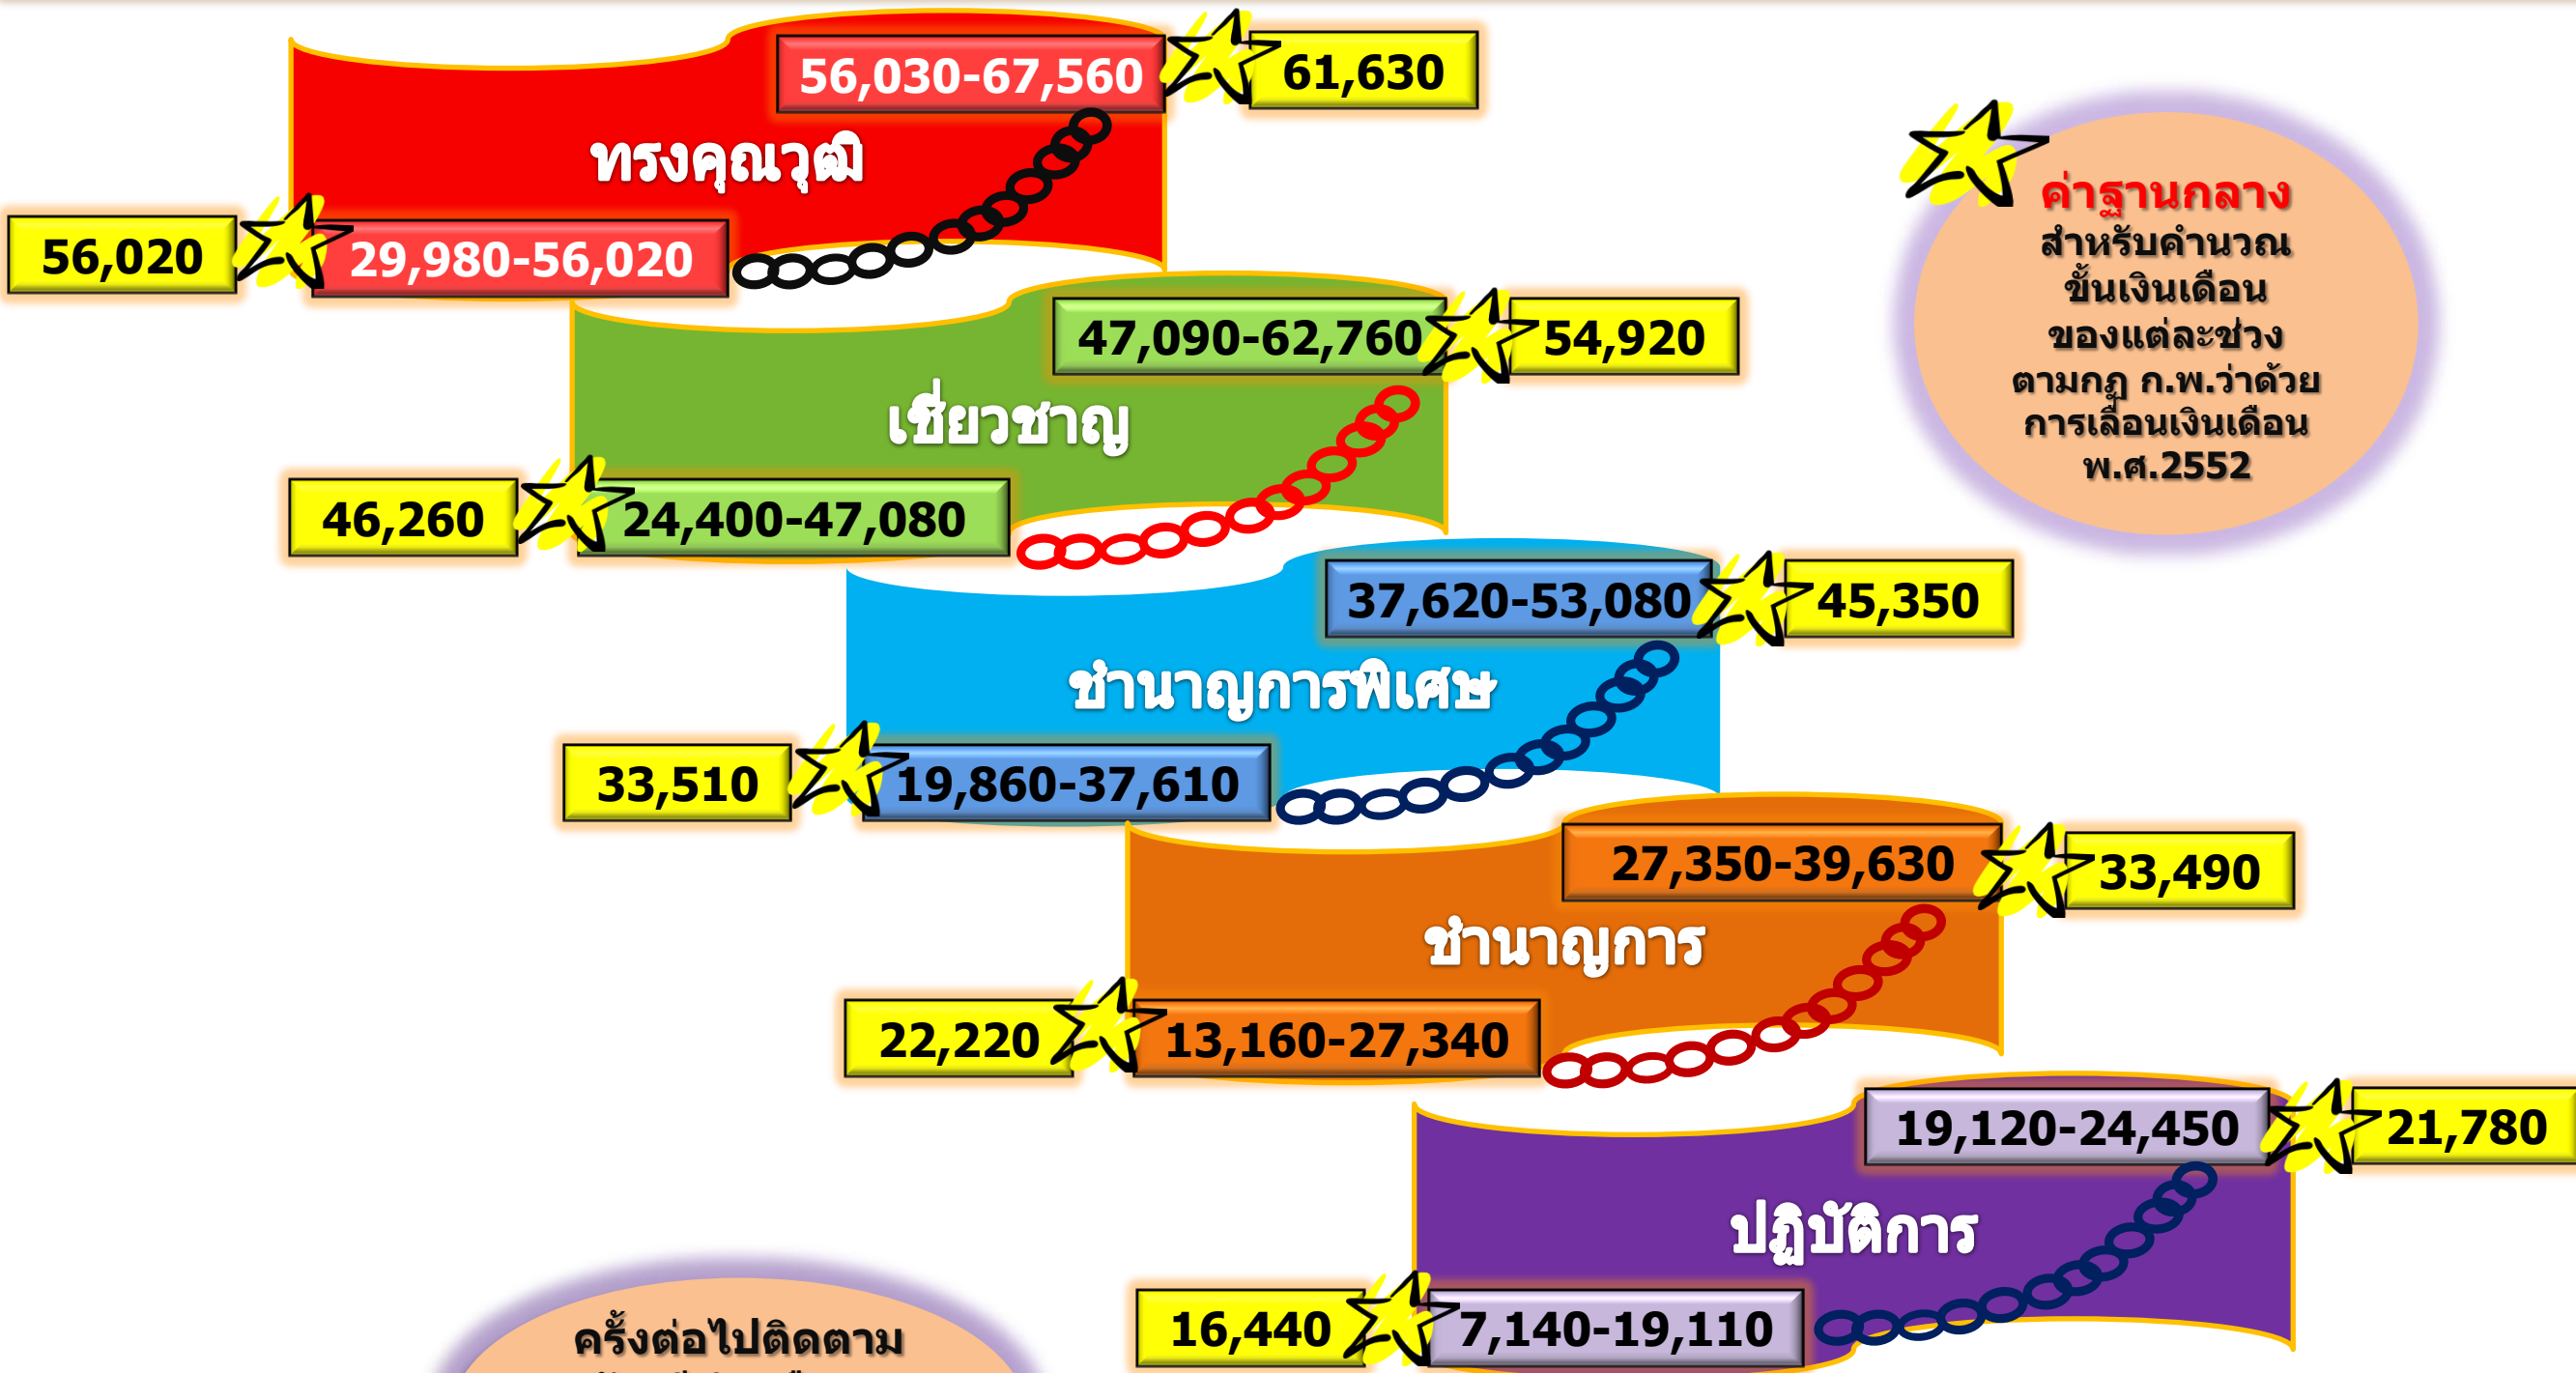 56,030-67,560
61,630
ทรงคุณวุฒิ
56,020
29,980-56,020
ค่าฐานกลาง
สำหรับคำนวณ
ขั้นเงินเดือน
ของแต่ละช่วง
ตามกฎ ก.พ.ว่าด้วย
การเลื่อนเงินเดือน
พ.ศ.2552
47,090-62,760
54,920
เชี่ยวชาญ
46,260
24,400-47,080
37,620-53,080
45,350
ชำนาญการพิเศษ
33,510
19,860-37,610
27,350-39,630
33,490
ชำนาญการ
22,220
13,160-27,340
19,120-24,450
21,780
ปฏิบัติการ
16,440
7,140-19,110
ครั้งต่อไปติดตาม